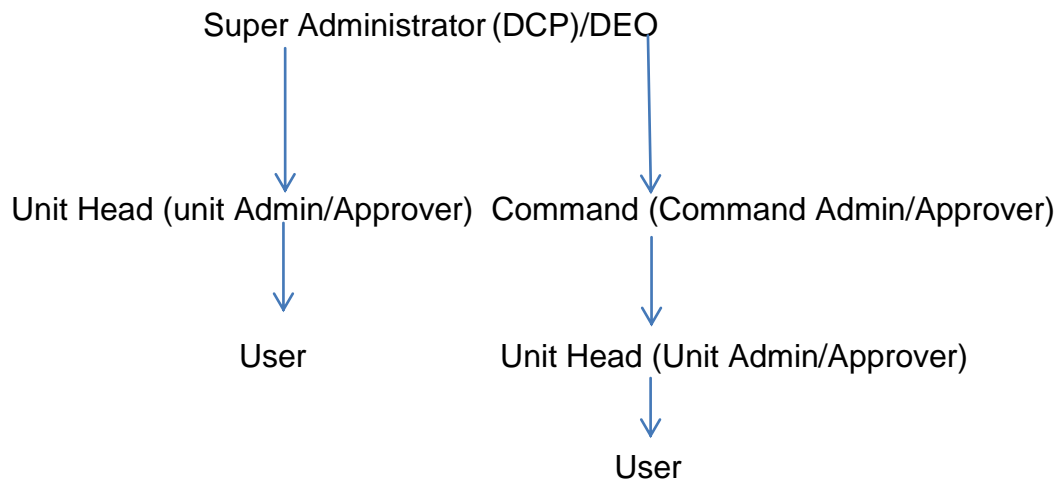 Super Administrator (DCP)/DEO
Unit Head (unit Admin/Approver) Command (Command Admin/Approver)
User Unit Head (Unit Admin/Approver)
User